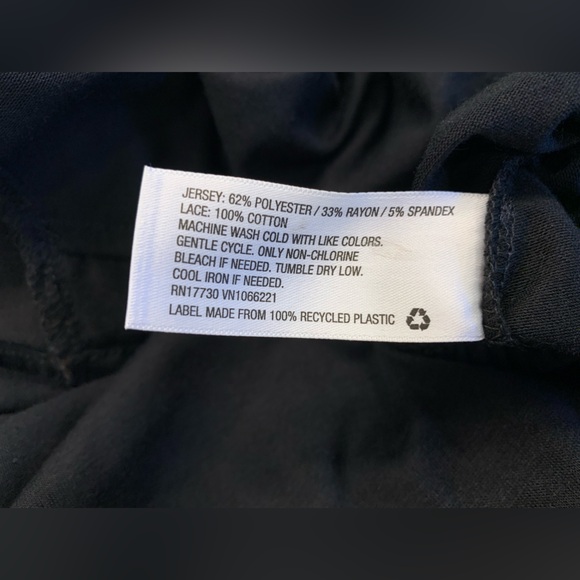 JERSEY: 62% POLYESTER / 33% RAYON / 5% SPANDEX
LACE: 100% COTTON
MACHINE WASH COLD WITH LIKE COLORS.
GENTLE CYCLE. ONLY NON-CHLORINE
BLEACH IF NEEDED. TUMBLE DRY LOW.
COOL IRON IF NEEDED.
RN17730 VN1066221
LABEL MADE FROM 100% RECYCLED PLASTIC